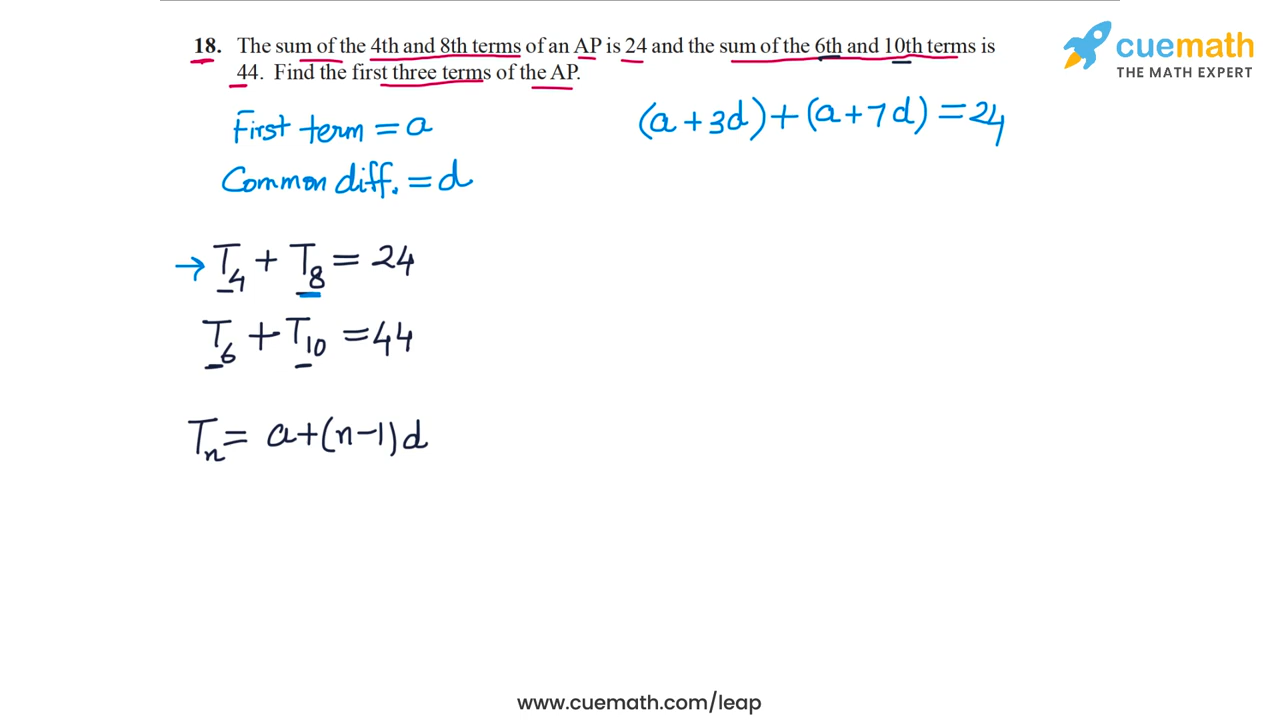 18. The sum of the 4th and 8th terms of an AP is 24 and the sum of the 6th and 10th terms is
44. Find the first three terms of the AP.
cuemath
THE MATH EXPERT
First term = a
Common diff. = d
(a + 3d) + (a + 7d) = 24
→ T₄ + T₈ = 24
T₆ + T₁₀ = 44
Tₙ = a + (n - 1) d
www.cuemath.com/leap